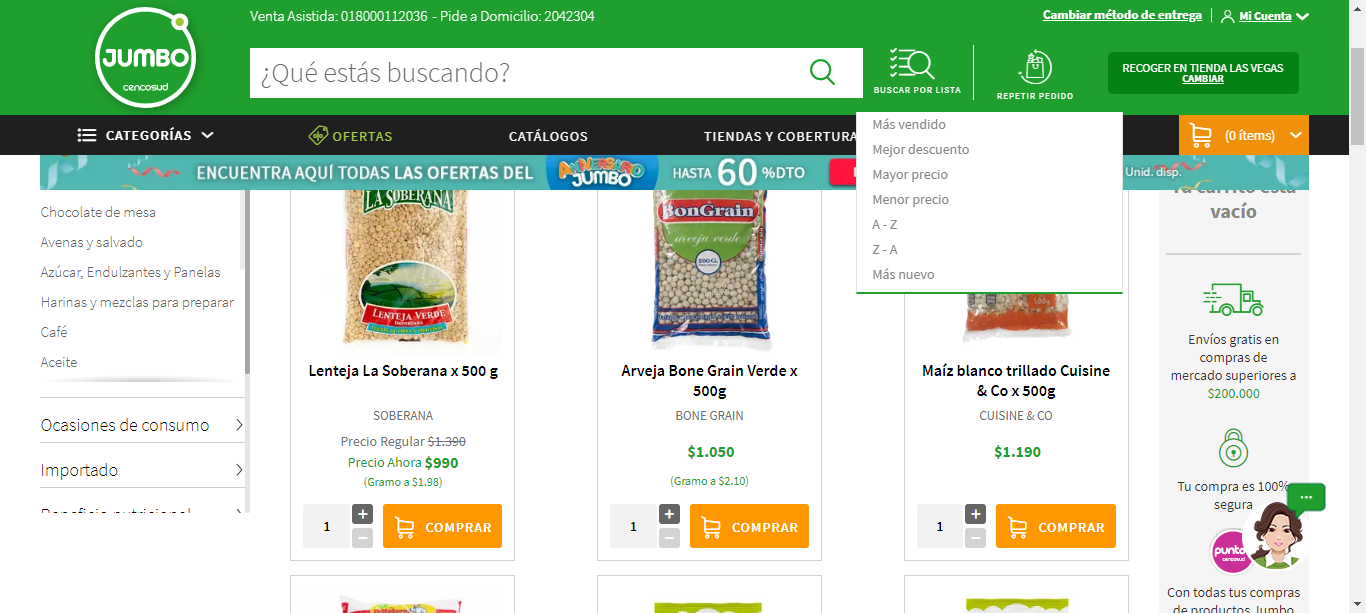 Venta Asistida: 018000112036 - Pide a Domicilio: 2042304
Cambiar método de entrega
Mi Cuenta
JUMBO
cencosud
¿Qué estás buscando?
BUSCAR POR LISTA
REPETIR PEDIDO
RECOGER EN TIENDA LAS VEGAS
CAMBIAR
CATEGORÍAS
OFERTAS
CATÁLOGOS
TIENDAS Y COBERTURA
(0 ítems)
ENCUENTRA AQUÍ TODAS LAS OFERTAS DEL
ANIVERSARIO
JUMBO
HASTA 60 %DTO
Unid. disp.
Más vendido
Mejor descuento
Mayor precio
Menor precio
A - Z
Z - A
Más nuevo
Chocolate de mesa
Avenas y salvado
Azúcar, Endulzantes y Panelas
Harinas y mezclas para preparar
Café
Aceite
Ocasiones de consumo
Importado
Beneficio nutricional
LA SOBERANA
LENTEJA VERDE
IMPORTADA
Lenteja La Soberana x 500 g
SOBERANA
Precio Regular $1.390
Precio Ahora $990
(Gramo a $1.98)
1
+
−
COMPRAR
BonGrain
arveja verde
500 G.
Arveja Bone Grain Verde x
500g
BONE GRAIN
$1.050
(Gramo a $2.10)
1
+
−
COMPRAR
500g
Maíz blanco trillado Cuisine
& Co x 500g
CUISINE & CO
$1.190
1
+
−
COMPRAR
Tu carrito está
vacío
Envíos gratis en
compras de
mercado superiores a
$200.000
Tu compra es 100%
segura
punto
cencosud
Con todas tus compras
de productos Jumbo